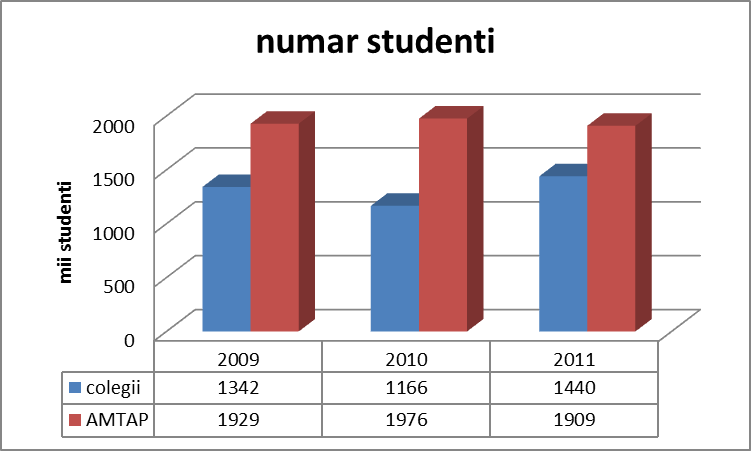 numar studenti
mii studenti
2000
1500
1000
500
0
2009 2010 2011
colegii 1342 1166 1440
AMTAP 1929 1976 1909